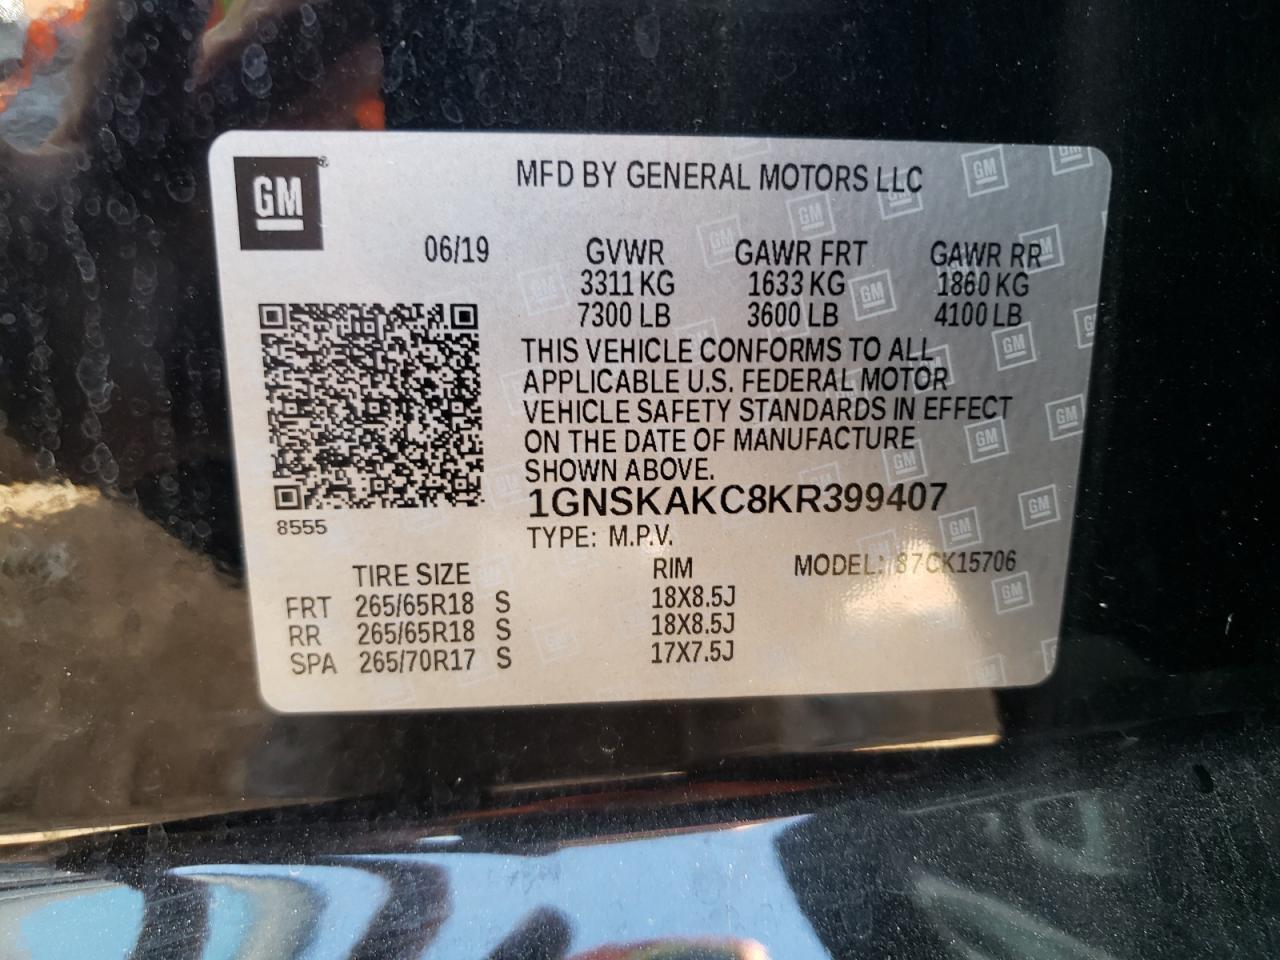 GM
MFD BY GENERAL MOTORS LLC
06/19 GVWR GAWR FRT GAWR RR
3311 KG 1633 KG 1860 KG
7300 LB 3600 LB 4100 LB
THIS VEHICLE CONFORMS TO ALL
APPLICABLE U.S. FEDERAL MOTOR
VEHICLE SAFETY STANDARDS IN EFFECT
ON THE DATE OF MANUFACTURE
SHOWN ABOVE.
1GNSKAKC8KR399407
8555
TYPE: M.P.V.
TIRE SIZE RIM MODEL: 87CK15706
FRT 265/65R18 S 18X8.5J
RR 265/65R18 S 18X8.5J
SPA 265/70R17 S 17X7.5J